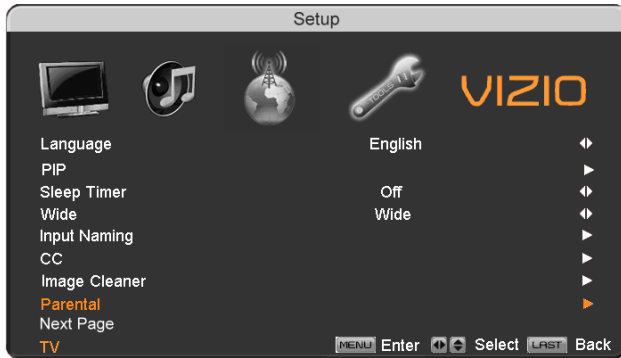 Setup
TOOLS
VIZIO
Language English
PIP
Sleep Timer Off
Wide Wide
Input Naming
CC
Image Cleaner
Parental
Next Page
TV MENU Enter Select LAST Back